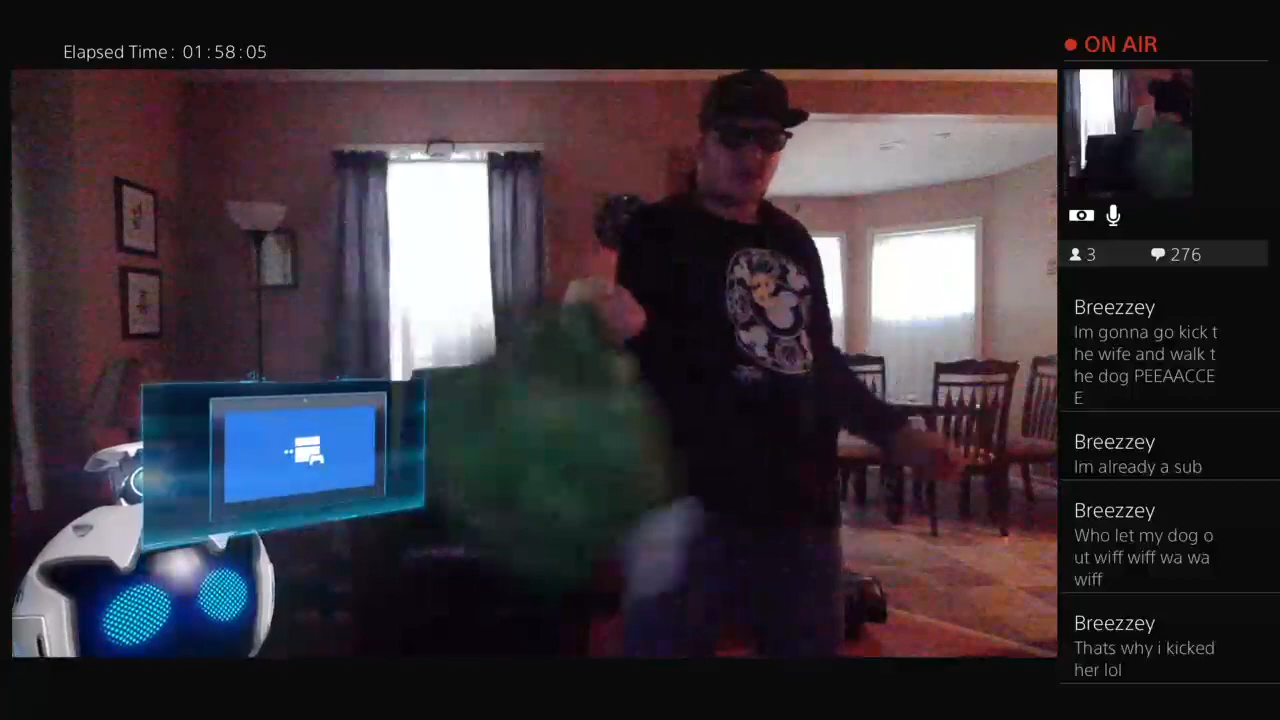 Elapsed Time: 01:58:05
ON AIR
3
276
Breezzey
Im gonna go kick t
he wife and walk t
he dog PEEAACCE
E
Breezzey
Im already a sub
Breezzey
Who let my dog o
ut wiff wiff wa wa
wiff
Breezzey
Thats why i kicked
her lol